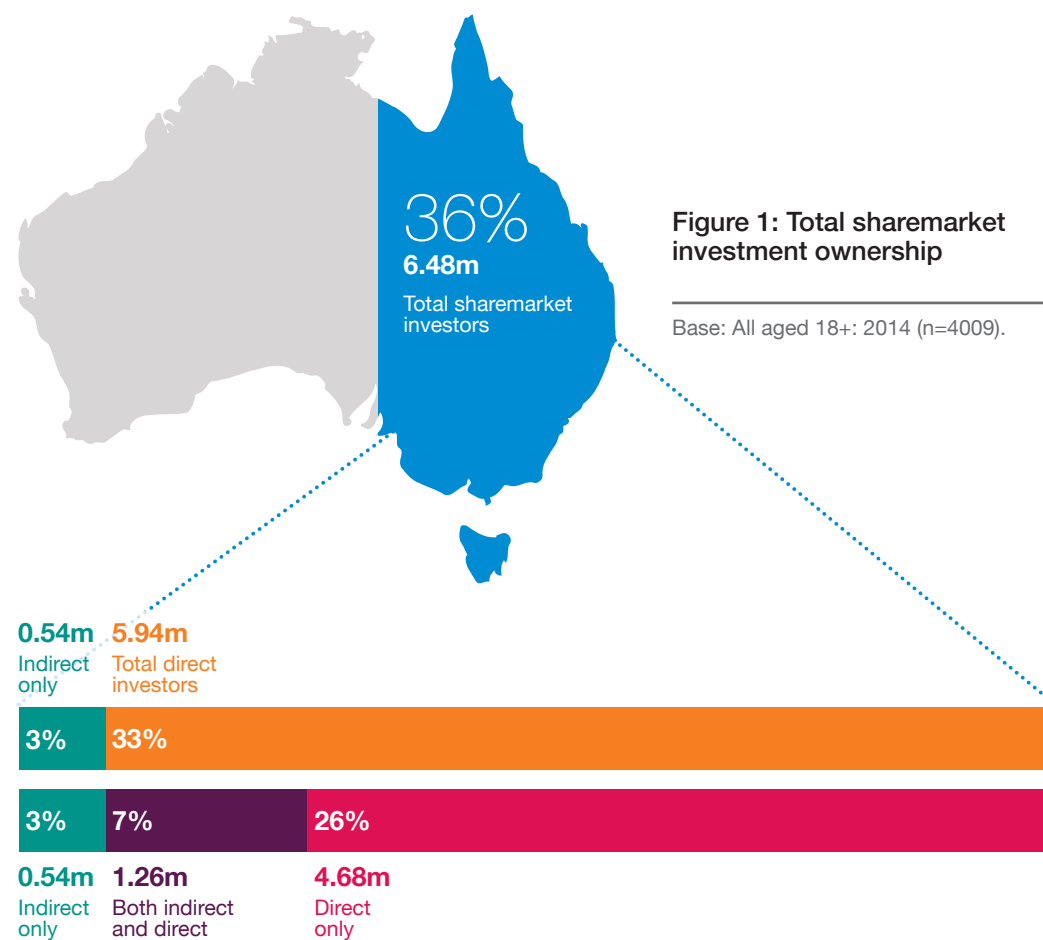 36%
6.48m
Total sharemarket
investors
Figure 1: Total sharemarket
investment ownership
Base: All aged 18+: 2014 (n=4009).
0.54m
Indirect
only
5.94m
Total direct
investors
3%
33%
3%
7%
26%
0.54m
Indirect
only
1.26m
Both indirect
and direct
4.68m
Direct
only